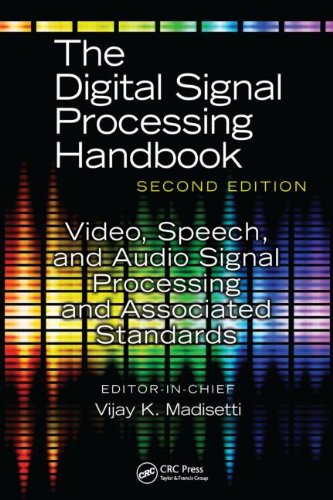 The
Digital Signal
Processing
Handbook
SECOND EDITION
Video, Speech,
and Audio Signal
Processing
and Associated
Standards
EDITOR-IN-CHIEF
Vijay K. Madisetti
CRC
CRC Press
Taylor & Francis Group